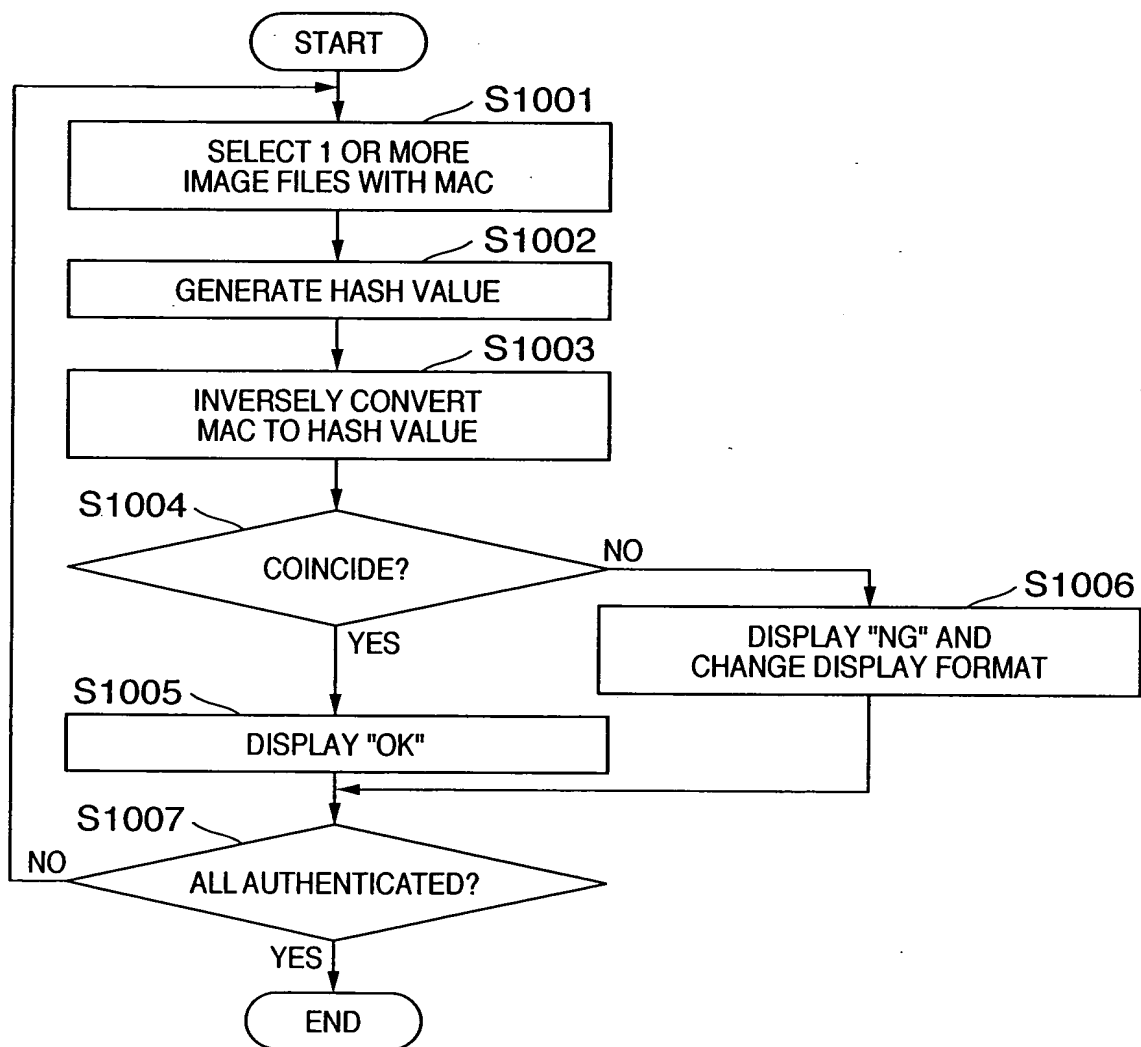 START
S1001
SELECT 1 OR MORE
IMAGE FILES WITH MAC
S1002
GENERATE HASH VALUE
S1003
INVERSELY CONVERT
MAC TO HASH VALUE
S1004
COINCIDE?
NO
YES
S1006
DISPLAY "NG" AND
CHANGE DISPLAY FORMAT
S1005
DISPLAY "OK"
S1007
NO
ALL AUTHENTICATED?
YES
END